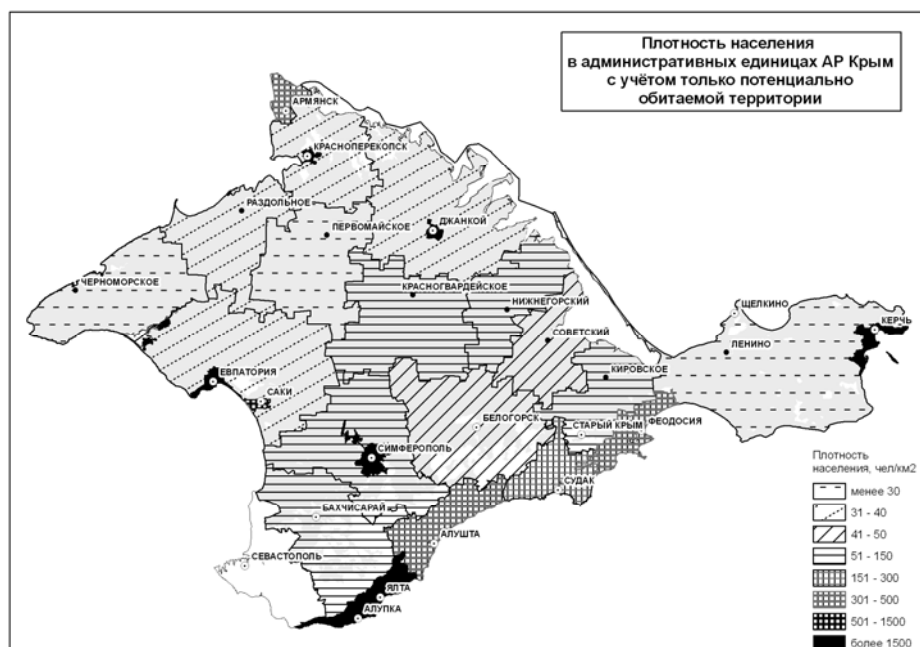 Плотность населения
в административных единицах АР Крым
с учётом только потенциально
обитаемой территории
АРМЯНСК
КРАСНОПЕРЕКОПСК
РАЗДОЛЬНОЕ
ПЕРВОМАЙСКОЕ
ДЖАНКОЙ
ЧЕРНОМОРСКОЕ
КРАСНОГВАРДЕЙСКОЕ
НИЖНЕГОРСКИЙ
ЩЕЛКИНО
КЕРЧЬ
СОВЕТСКИЙ
ЛЕНИНО
ЕВПАТОРИЯ
КИРОВСКОЕ
САКИ
БЕЛОГОРСК
СТАРЫЙ КРЫМ
ФЕОДОСИЯ
СИМФЕРОПОЛЬ
СУДАК
БАХЧИСАРАЙ
АЛУШТА
СЕВАСТОПОЛЬ
ЯЛТА
АЛУПКА
Плотность
населения, чел/км2
менее 30
31 - 40
41 - 50
51 - 150
151 - 300
301 - 500
501 - 1500
более 1500